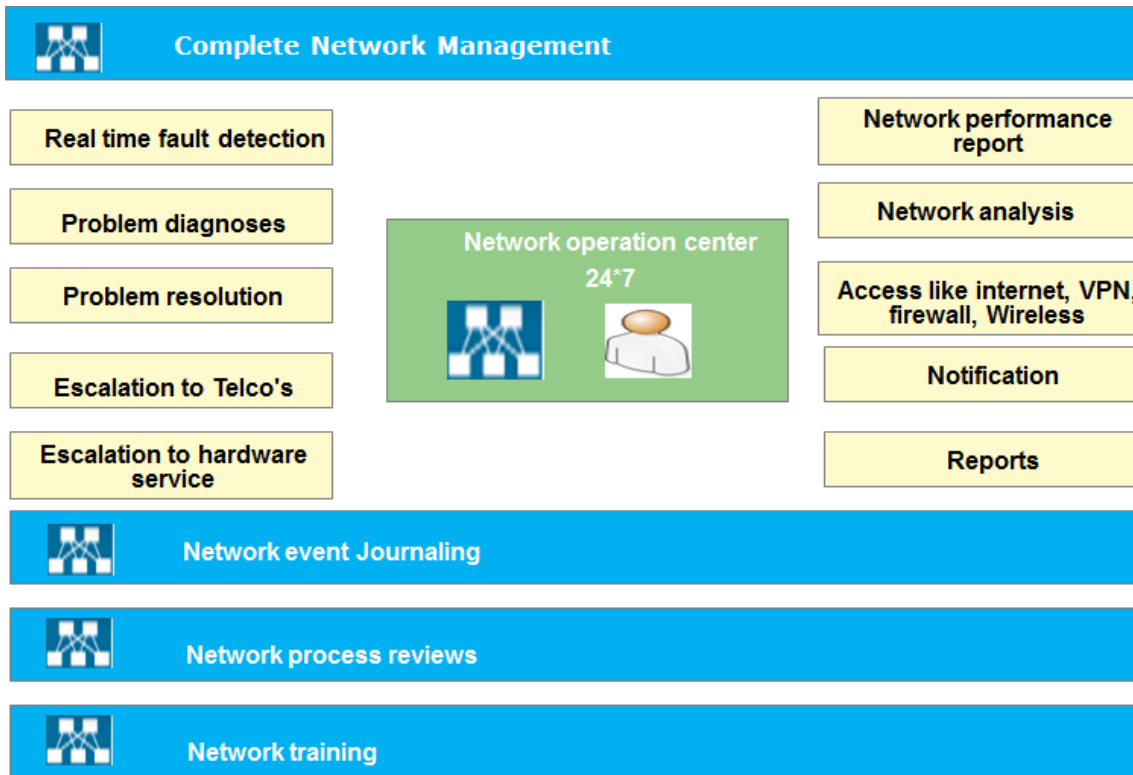 Complete Network Management
Real time fault detection
Problem diagnoses
Problem resolution
Escalation to Telco's
Escalation to hardware
service
Network operation center
24*7
Network performance
report
Network analysis
Access like internet, VPN,
firewall, Wireless
Notification
Reports
Network event Journaling
Network process reviews
Network training